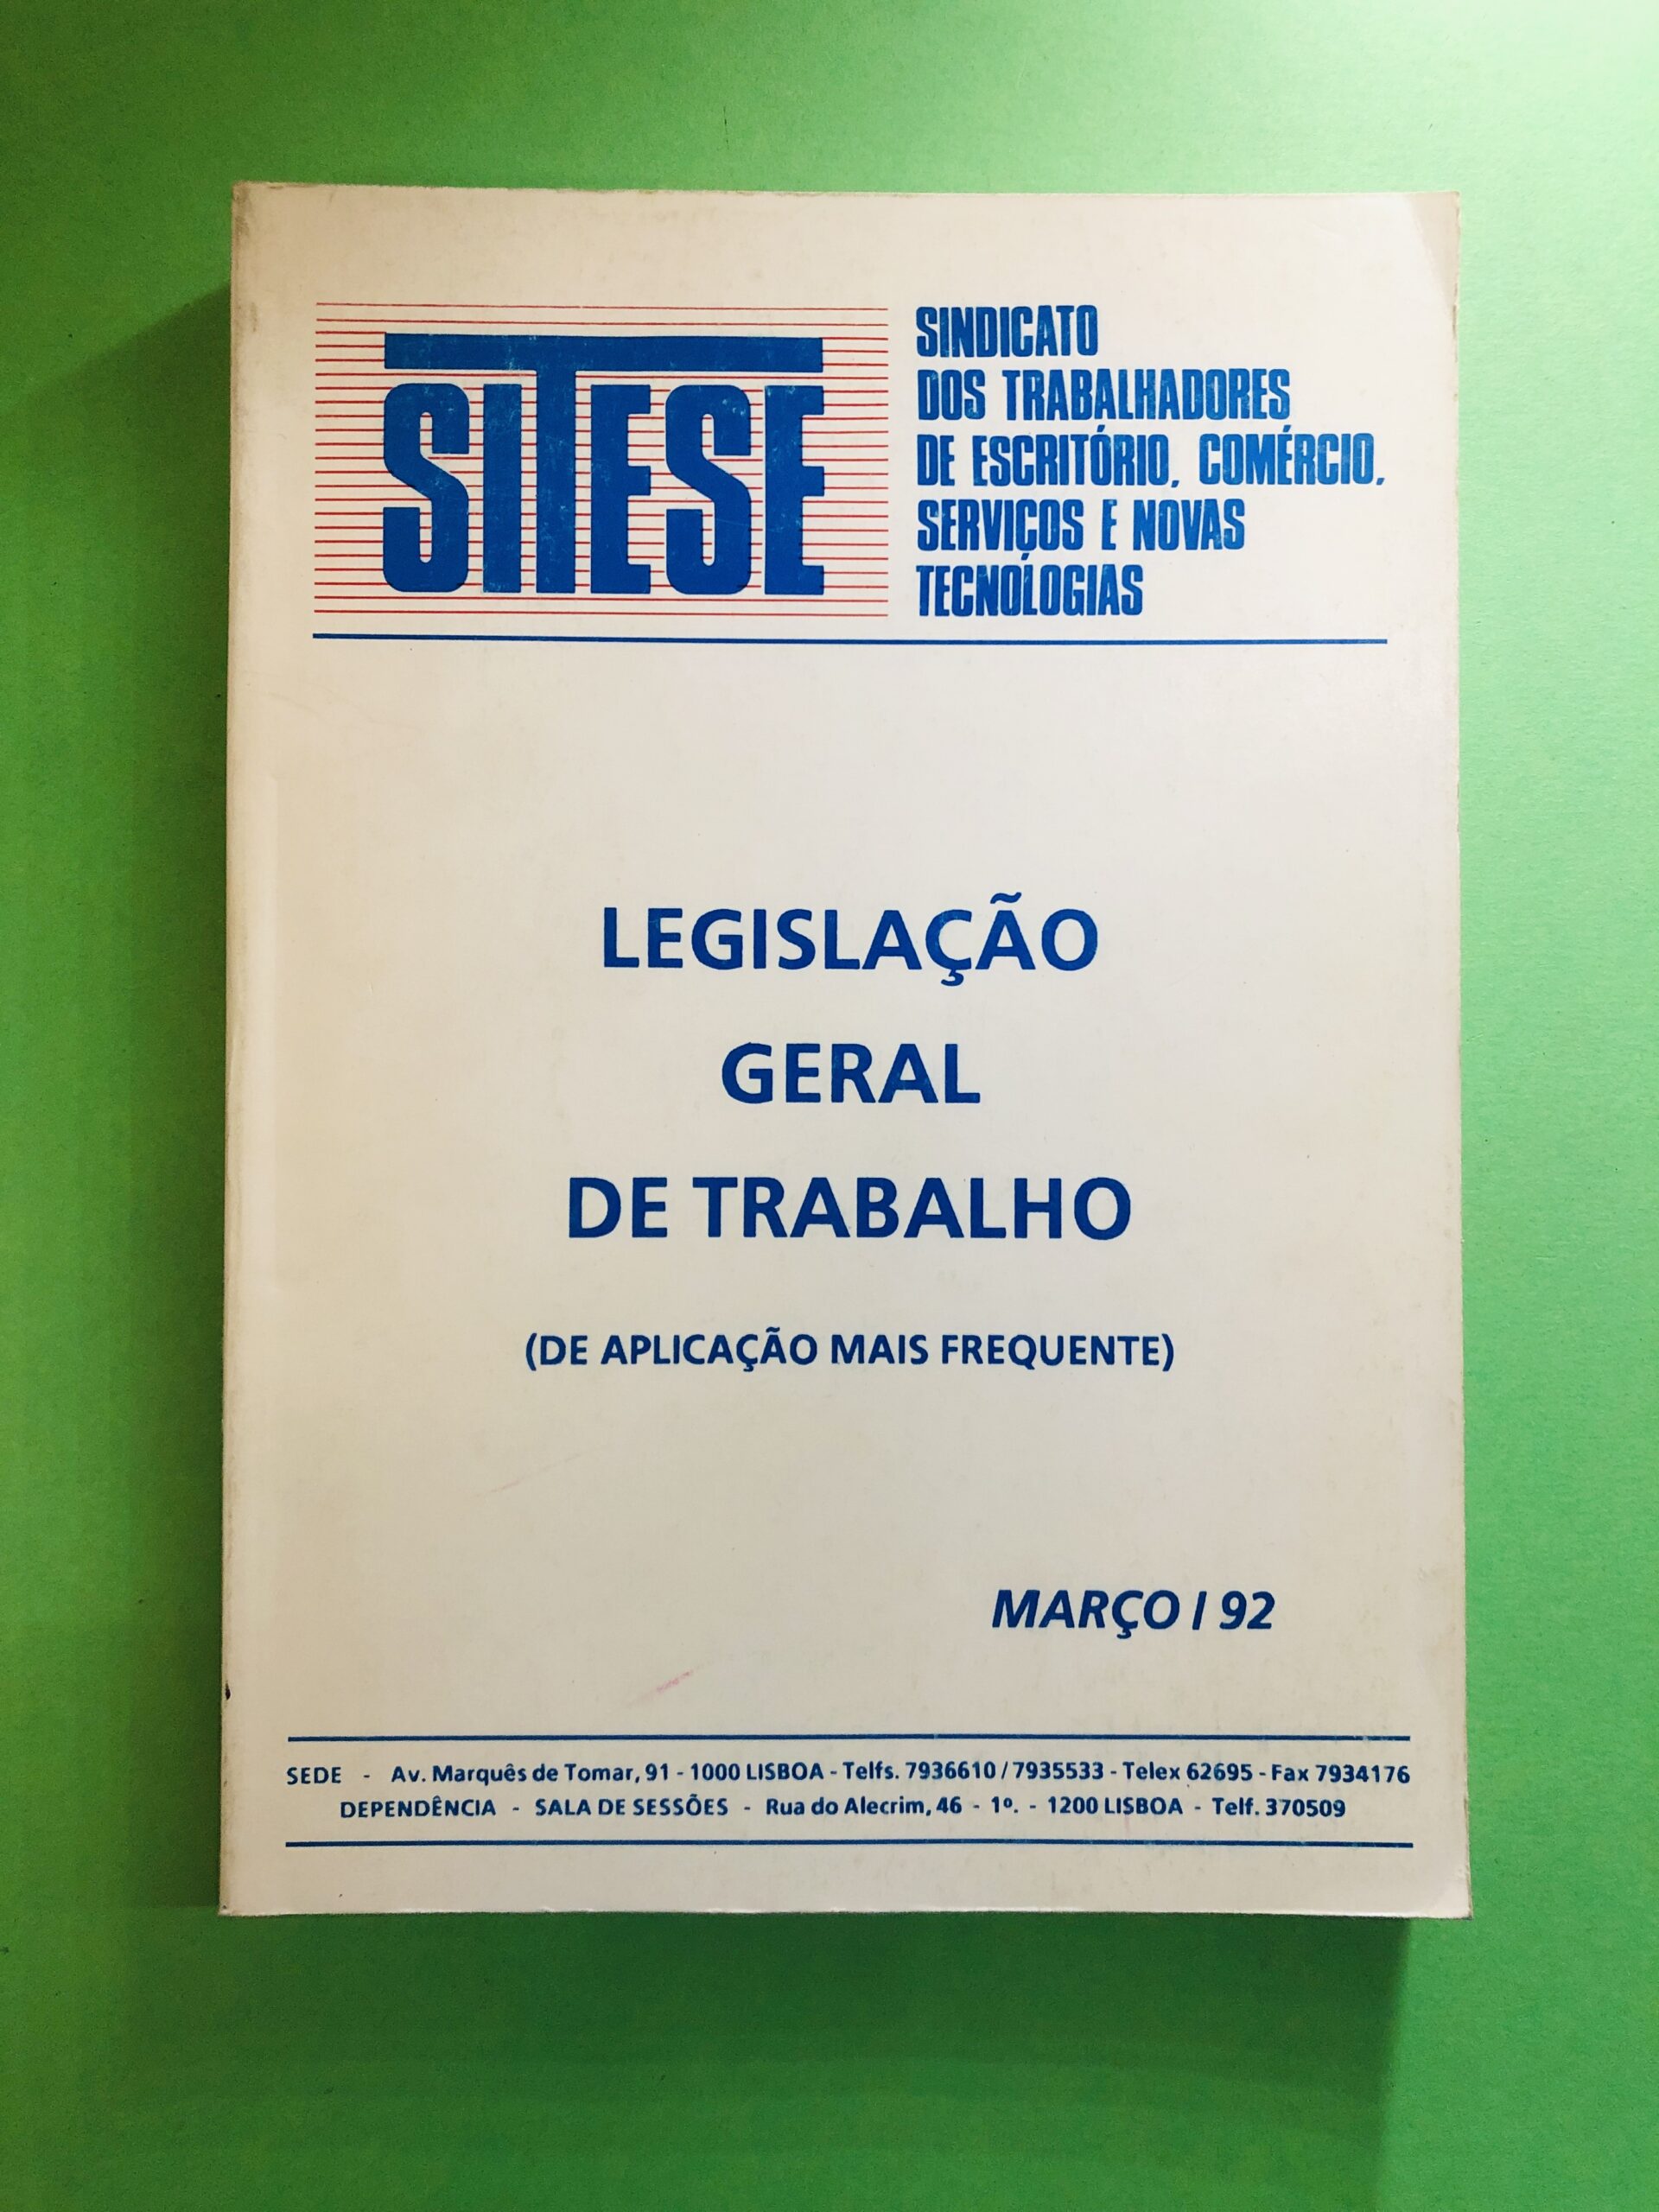 SITESE
SINDICATO
DOS TRABALHADORES
DE ESCRITÓRIO, COMÉRCIO,
SERVIÇOS E NOVAS
TECNOLOGIAS
LEGISLAÇÃO
GERAL
DE TRABALHO
(DE APLICAÇÃO MAIS FREQUENTE)
MARÇO / 92
SEDE - Av. Marquês de Tomar, 91 - 1000 LISBOA - Telfs. 7936610 / 7935533 - Telex 62695 - Fax 7934176
DEPENDÊNCIA - SALA DE SESSÕES - Rua do Alecrim, 46 - 1º. - 1200 LISBOA - Telf. 370509